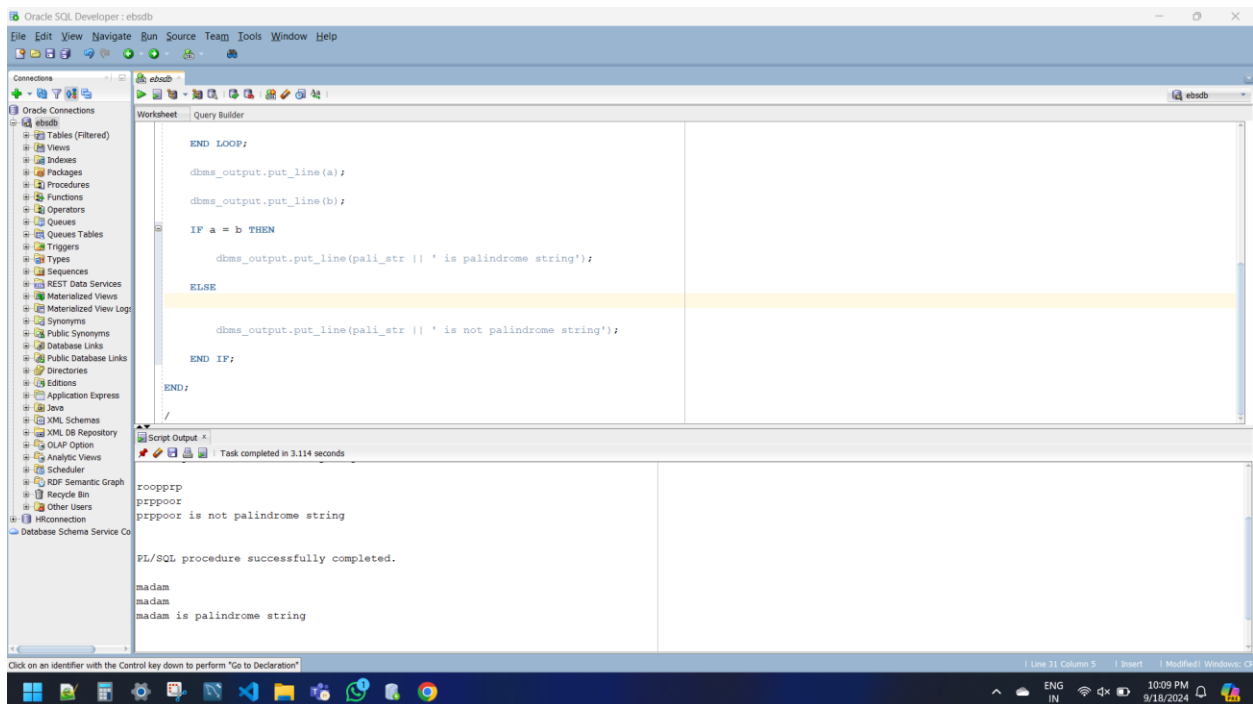 Oracle SQL Developer : ebsdb
File Edit View Navigate Run Source Team Tools Window Help
Connections
ebsdb
ebsdb
Oracle Connections
Worksheet Query Builder
ebsdb
Tables (Filtered)
Views
Indexes
Packages
Procedures
Functions
Operators
Queues
Queues Tables
Triggers
Types
Sequences
REST Data Services
Materialized Views
Materialized View Logs
Synonyms
Public Synonyms
Database Links
Public Database Links
Directories
Editions
Application Express
Java
XML Schemas
XML DB Repository
OLAP Option
Analytic Views
Scheduler
RDF Semantic Graph
Recycle Bin
Other Users
HRconnection
Database Schema Service Co
END LOOP;
dbms_output.put_line(a);
dbms_output.put_line(b);
IF a = b THEN
dbms_output.put_line(pali_str || ' is palindrome string');
ELSE
dbms_output.put_line(pali_str || ' is not palindrome string');
END IF;
END;
/
Script Output ×
Task completed in 3.114 seconds
roopprp
prppoor
prppoor is not palindrome string
PL/SQL procedure successfully completed.
madam
madam
madam is palindrome string
Click on an identifier with the Control key down to perform "Go to Declaration"
Line 31 Column 5 Insert Modified Windows: CR
ENG
IN
10:09 PM
9/18/2024